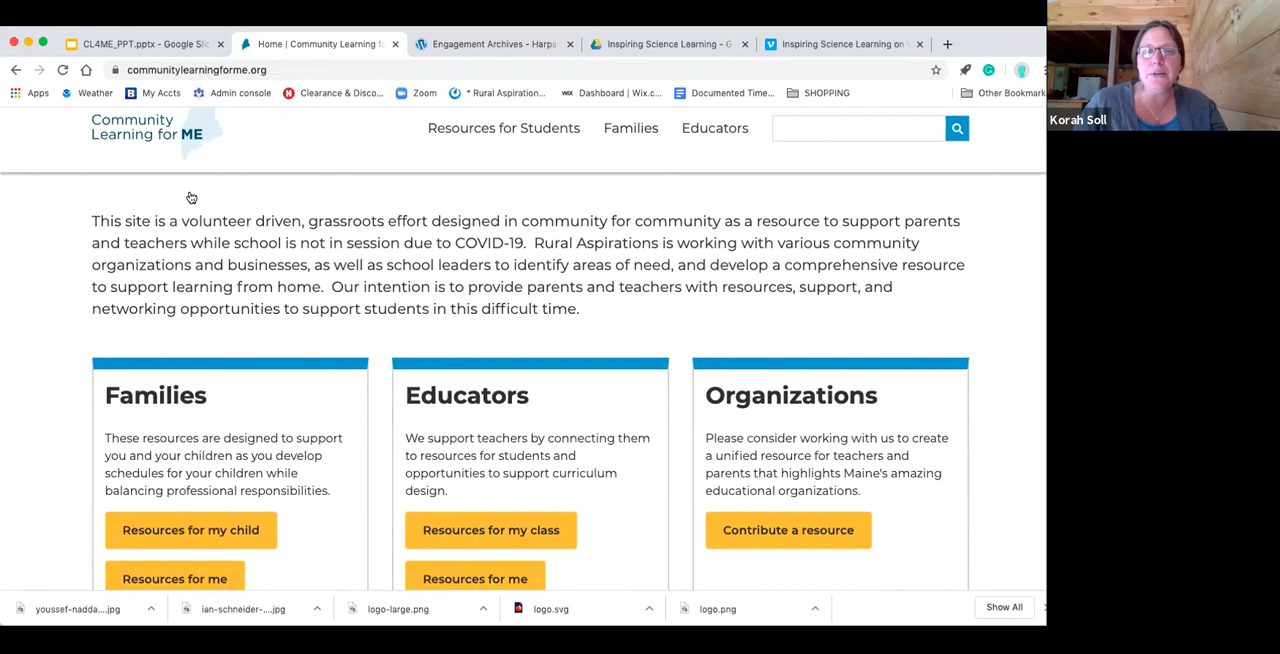 CL4ME_PPT.pptx - Google Slic
Home | Community Learning fo
Engagement Archives - Harps
Inspiring Science Learning - G
Inspiring Science Learning on V
communitylearningforme.org
Apps
Weather
My Accts
Admin console
Clearance & Disco...
Zoom
* Rural Aspiration...
WIX Dashboard | Wix.c...
Documented Time...
SHOPPING
Other Bookmark
Korah Soll
Community
Learning for ME
Resources for Students
Families
Educators
This site is a volunteer driven, grassroots effort designed in community for community as a resource to support parents
and teachers while school is not in session due to COVID-19. Rural Aspirations is working with various community
organizations and businesses, as well as school leaders to identify areas of need, and develop a comprehensive resource
to support learning from home. Our intention is to provide parents and teachers with resources, support, and
networking opportunities to support students in this difficult time.
Families
These resources are designed to support
you and your children as you develop
schedules for your children while
balancing professional responsibilities.
Resources for my child
Resources for me
Educators
We support teachers by connecting them
to resources for students and
opportunities to support curriculum
design.
Resources for my class
Resources for me
Organizations
Please consider working with us to create
a unified resource for teachers and
parents that highlights Maine's amazing
educational organizations.
Contribute a resource
youssef-nadda....jpg
ian-schneider-....jpg
logo-large.png
logo.svg
logo.png
Show All